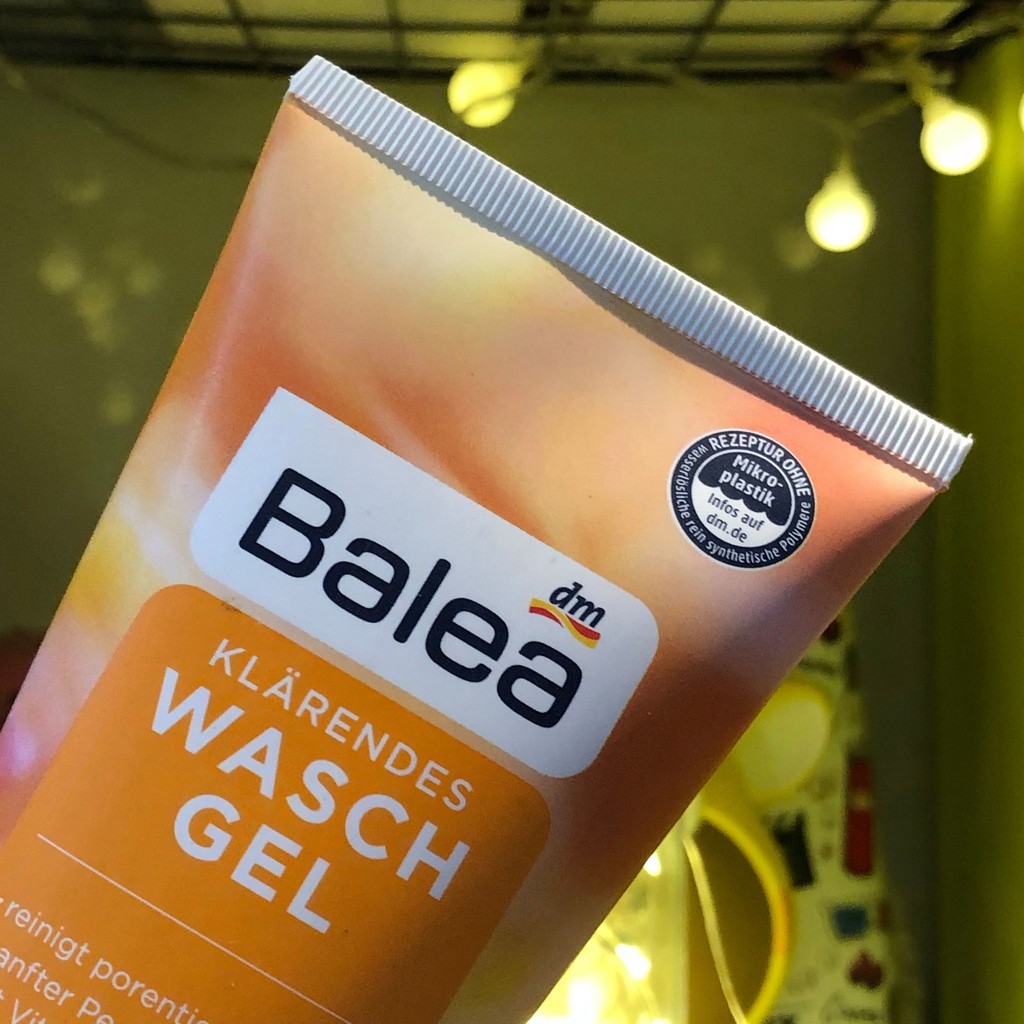 REZEPTUR OHNE
Mikro-
plastik
Infos auf
dm.de
wasserlösliche rein synthetische Polymere
Balea
dm
KLÄRENDES
WASCH
GEL
reinigt porentie
anfter Pe
t Vit